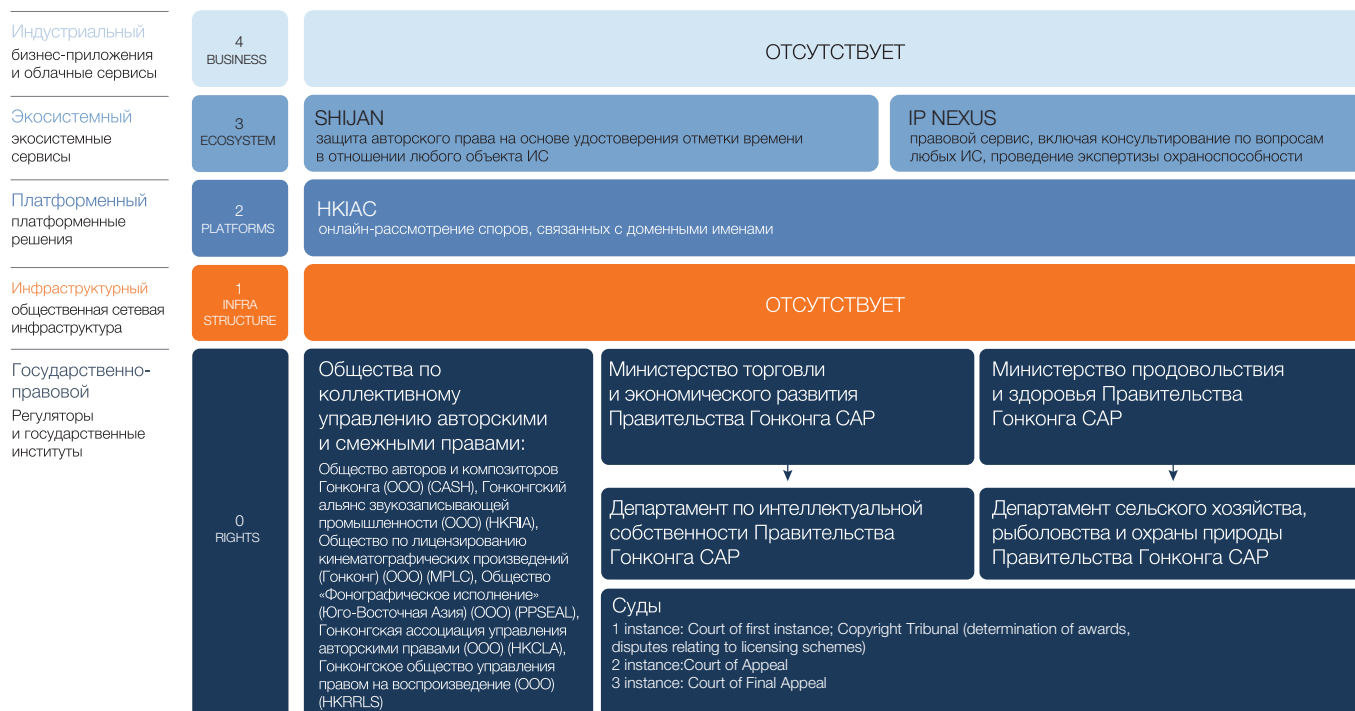 Индустриальный
бизнес-приложения
и облачные сервисы
4
BUSINESS
ОТСУТСТВУЕТ
Экосистемный
экосистемные
сервисы
3
ECOSYSTEM
SHIJAN
защита авторского права на основе удостоверения отметки времени
в отношении любого объекта ИС
IP NEXUS
правовой сервис, включая консультирование по вопросам
любых ИС, проведение экспертизы охраноспособности
Платформенный
платформенные
решения
2
PLATFORMS
HKIAC
онлайн-рассмотрение споров, связанных с доменными именами
Инфраструктурный
общественная сетевая
инфраструктура
1
INFRA
STRUCTURE
ОТСУТСТВУЕТ
Государственно-
правовой
Регуляторы
и государственные
институты
0
RIGHTS
Общества по
коллективному
управлению авторскими
и смежными правами:
Общество авторов и композиторов
Гонконга (ООО) (CASH), Гонконгский
альянс звукозаписывающей
промышленности (ООО) (HKRIA),
Общество по лицензированию
кинематографических произведений
(Гонконг) (ООО) (MPLC), Общество
«Фонографическое исполнение»
(Юго-Восточная Азия) (ООО) (PPSEAL),
Гонконгская ассоциация управления
авторскими правами (ООО) (HKCLA),
Гонконгское общество управления
правом на воспроизведение (ООО)
(HKRRLS)
Министерство торговли
и экономического развития
Правительства Гонконга САР
Министерство продовольствия
и здоровья Правительства
Гонконга САР
Департамент по интеллектуальной
собственности Правительства
Гонконга САР
Департамент сельского хозяйства,
рыболовства и охраны природы
Правительства Гонконга САР
Суды
1 instance: Court of first instance; Copyright Tribunal (determination of awards,
disputes relating to licensing schemes)
2 instance:Court of Appeal
3 instance: Court of Final Appeal